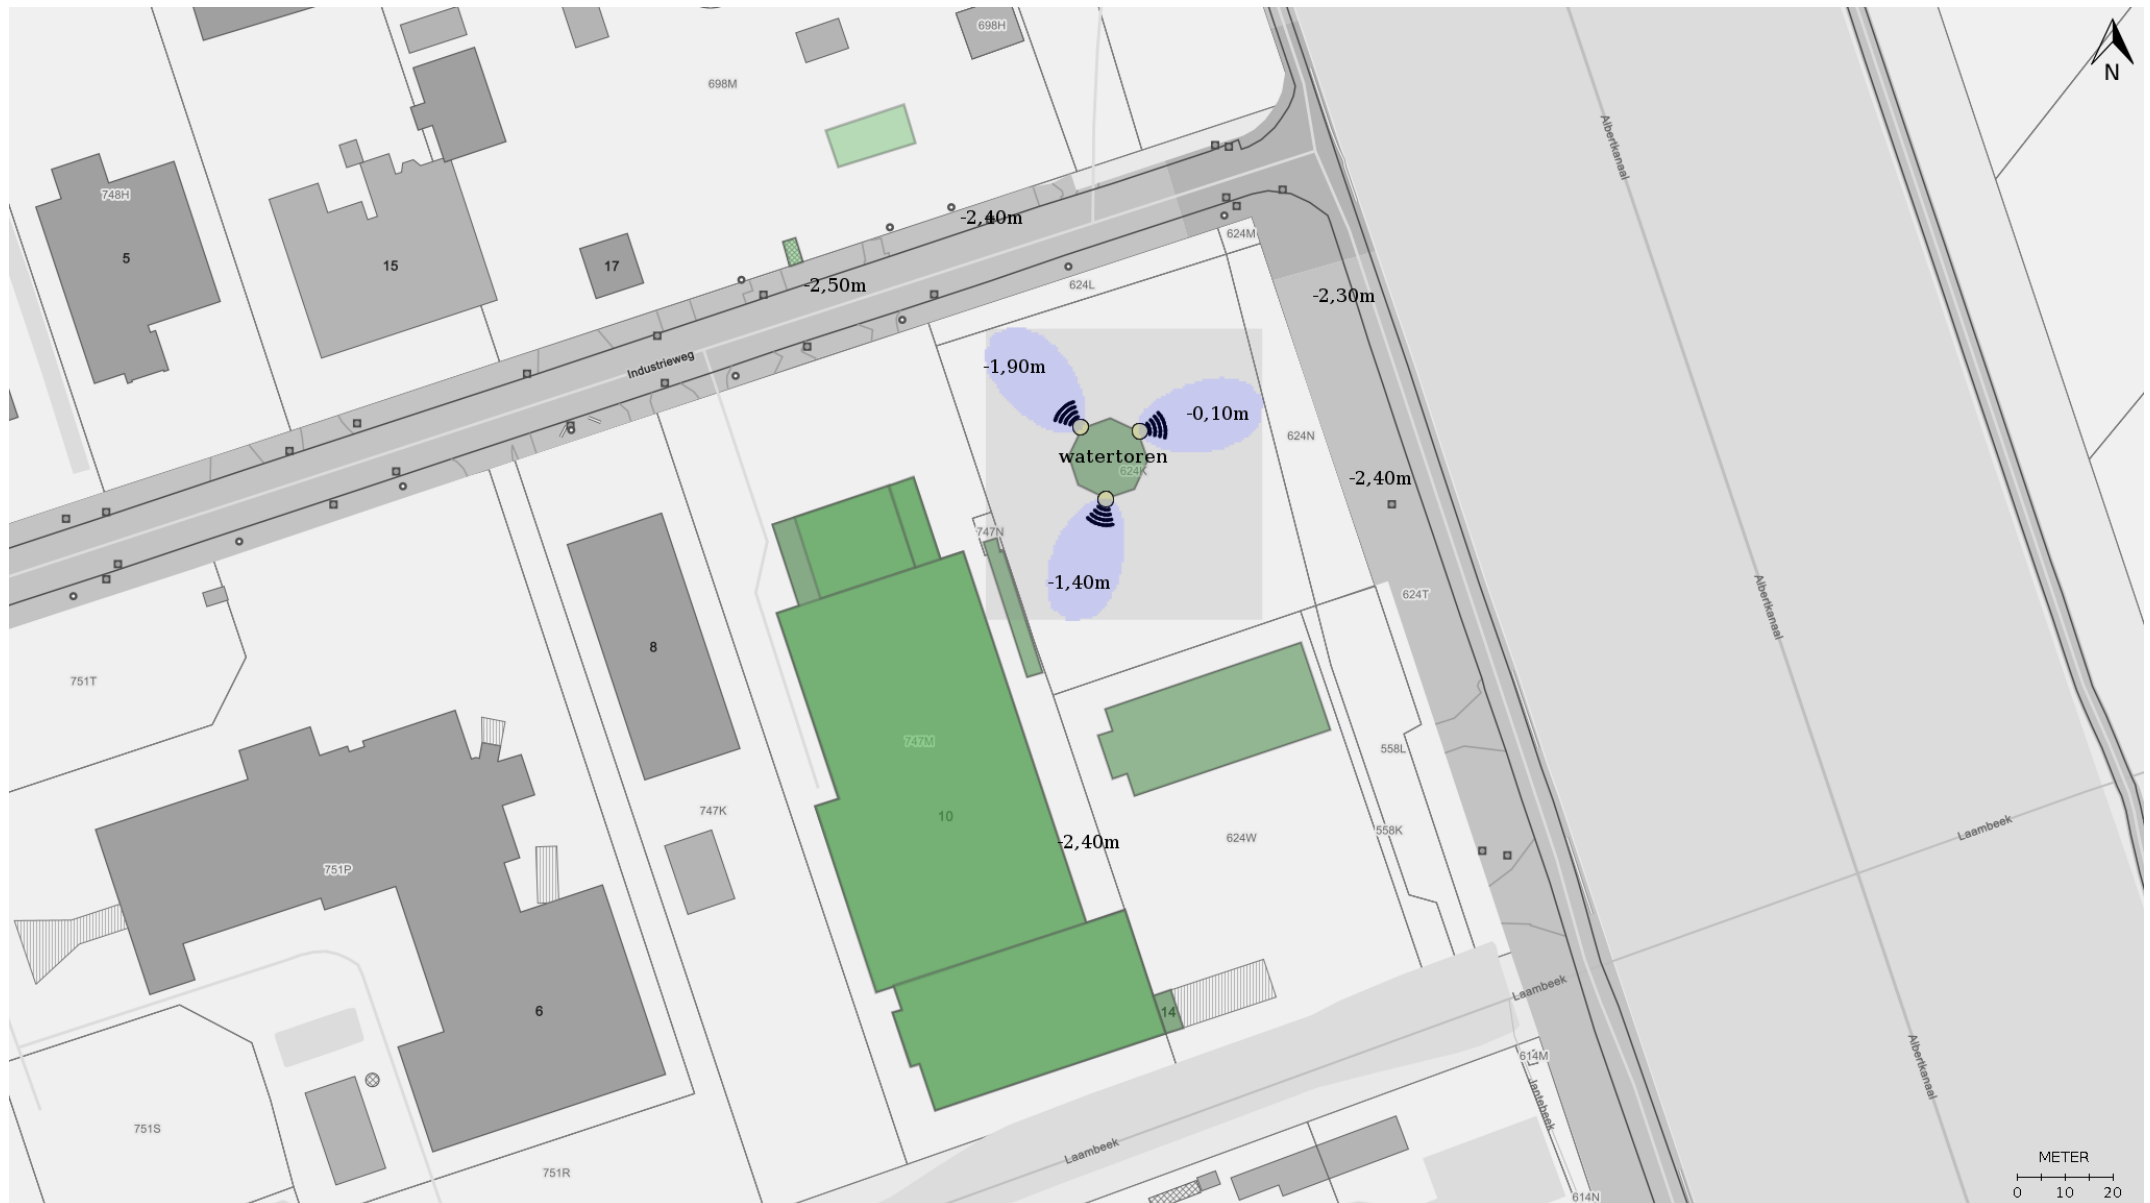 698H
698M
N
Albertkanaal
748H
5
15
17
-2,40m
624M
-2,50m
624L
-2,30m
Industrieweg
-1,90m
-0,10m
624N
watertoren
624K
-2,40m
747N
-1,40m
624T
Albertkanaal
8
751T
747M
558L
747K
10
-2,40m
624W
558K
Laambeek
751P
6
14
Laambeek
614M
Albertkanaal
Jantebeek
751S
Laambeek
751R
METER
0 10 20
614N